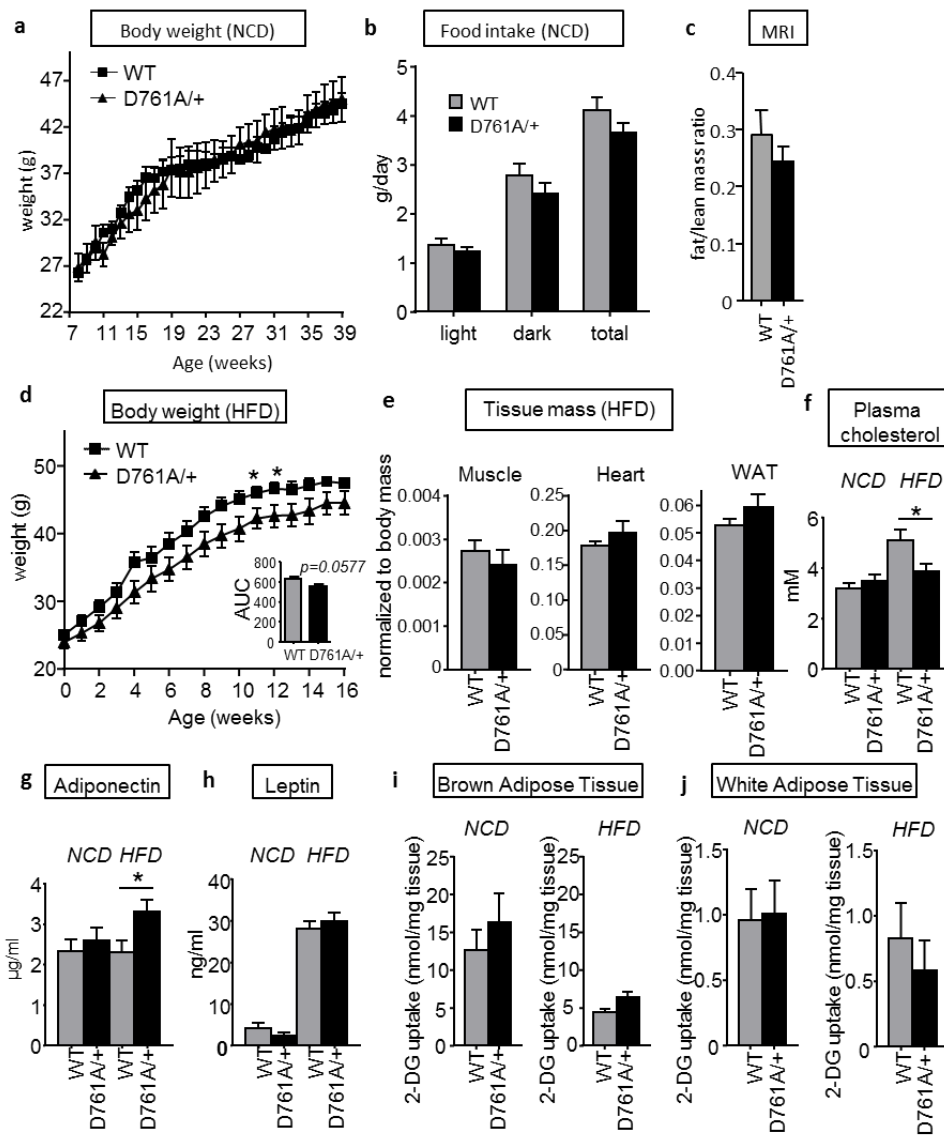 a
Body weight (NCD)
WT
D761A/+
weight (g)
47
42
37
32
27
22
7 11 15 19 23 27 31 35 39
Age (weeks)
b
Food intake (NCD)
WT
D761A/+
g/day
5
4
3
2
1
0
light dark total
c
MRI
fat/lean mass ratio
0.4
0.3
0.2
0.1
0
WT
D761A/+
d
Body weight (HFD)
WT
D761A/+
weight (g)
50
40
30
20
* *
0 2 4 6 8 10 12 14 16
Age (weeks)
p=0.0577
AUC
800
600
400
200
0
WT D761A/+
e
Tissue mass (HFD)
normalized to body mass
Muscle
0.004
0.003
0.002
0.001
0
WT
D761A/+
Heart
0.25
0.20
0.15
0.10
0.05
0
WT
D761A/+
WAT
0.06
0.05
0.04
0.03
0.02
0.01
0.00
WT
D761A/+
f
Plasma
cholesterol
NCD HFD
*
mM
6
4
2
0
WT
D761A/+
WT
D761A/+
g
Adiponectin
NCD HFD
*
µg/ml
4
3
2
1
0
WT
D761A/+
WT
D761A/+
h
Leptin
NCD HFD
ng/ml
40
30
20
10
0
WT
D761A/+
WT
D761A/+
i
Brown Adipose Tissue
NCD
2-DG uptake (nmol/mg tissue)
25
20
15
10
5
0
WT
D761A/+
HFD
2-DG uptake (nmol/mg tissue)
25
20
15
10
5
0
WT
D761A/+
j
White Adipose Tissue
NCD
2-DG uptake (nmol/mg tissue)
1.5
1.0
0.5
0.0
WT
D761A/+
HFD
2-DG uptake (nmol/mg tissue)
1.5
1.0
0.5
0
WT
D761A/+